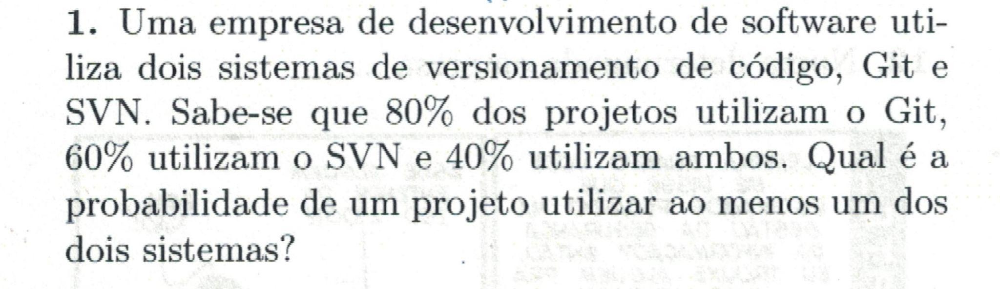 1. Uma empresa de desenvolvimento de software uti-
liza dois sistemas de versionamento de código, Git e
SVN. Sabe-se que 80% dos projetos utilizam o Git,
60% utilizam o SVN e 40% utilizam ambos. Qual é a
probabilidade de um projeto utilizar ao menos um dos
dois sistemas?